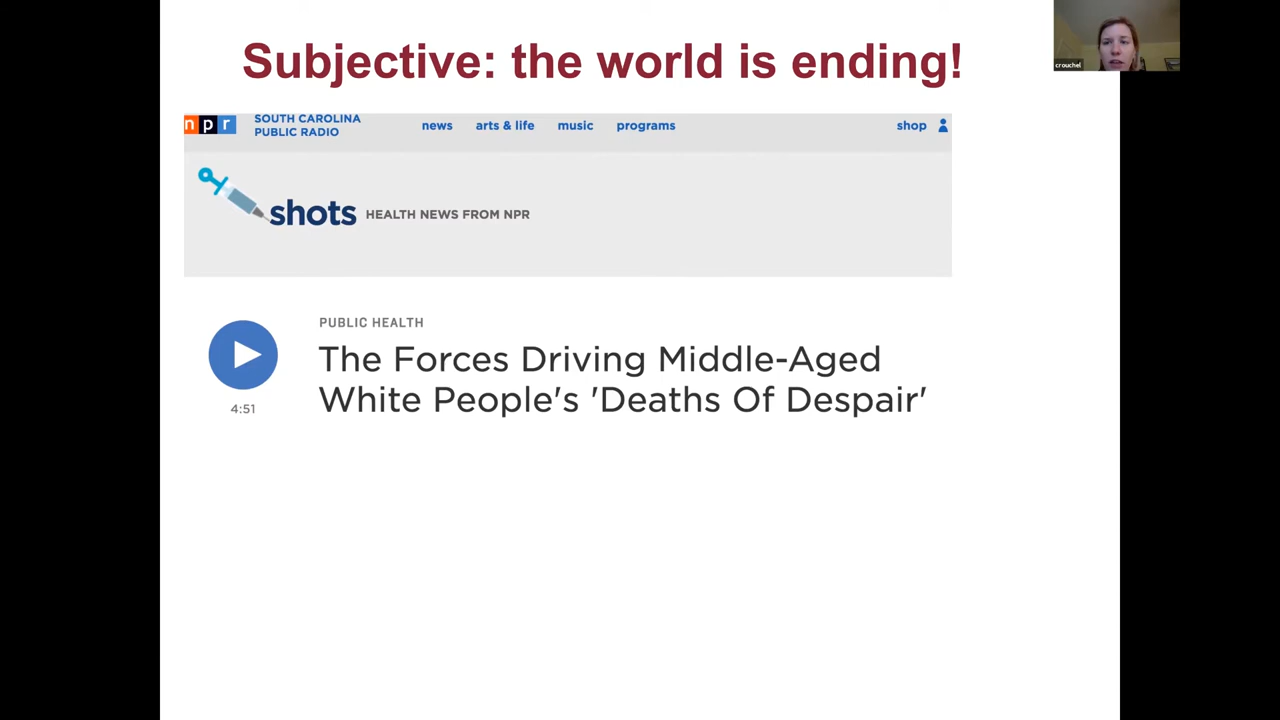 Subjective: the world is ending!
crouchel
npr SOUTH CAROLINA PUBLIC RADIO news arts & life music programs shop
shots HEALTH NEWS FROM NPR
PUBLIC HEALTH
The Forces Driving Middle-Aged
White People's 'Deaths Of Despair'
4:51